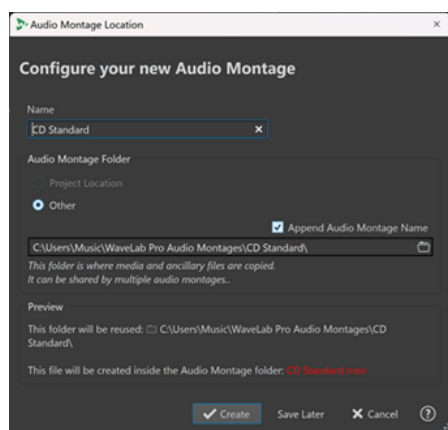 Audio Montage Location
Configure your new Audio Montage
Name
CD Standard
Audio Montage Folder
Project Location
Other
Append Audio Montage Name
C:\Users\Music\WaveLab Pro Audio Montages\CD Standard\
This folder is where media and ancillary files are copied.
It can be shared by multiple audio montages..
Preview
This folder will be reused: C:\Users\Music\WaveLab Pro Audio Montages\CD
Standard\
This file will be created inside the Audio Montage folder: CD Standard.mon
Create Save Later Cancel ?